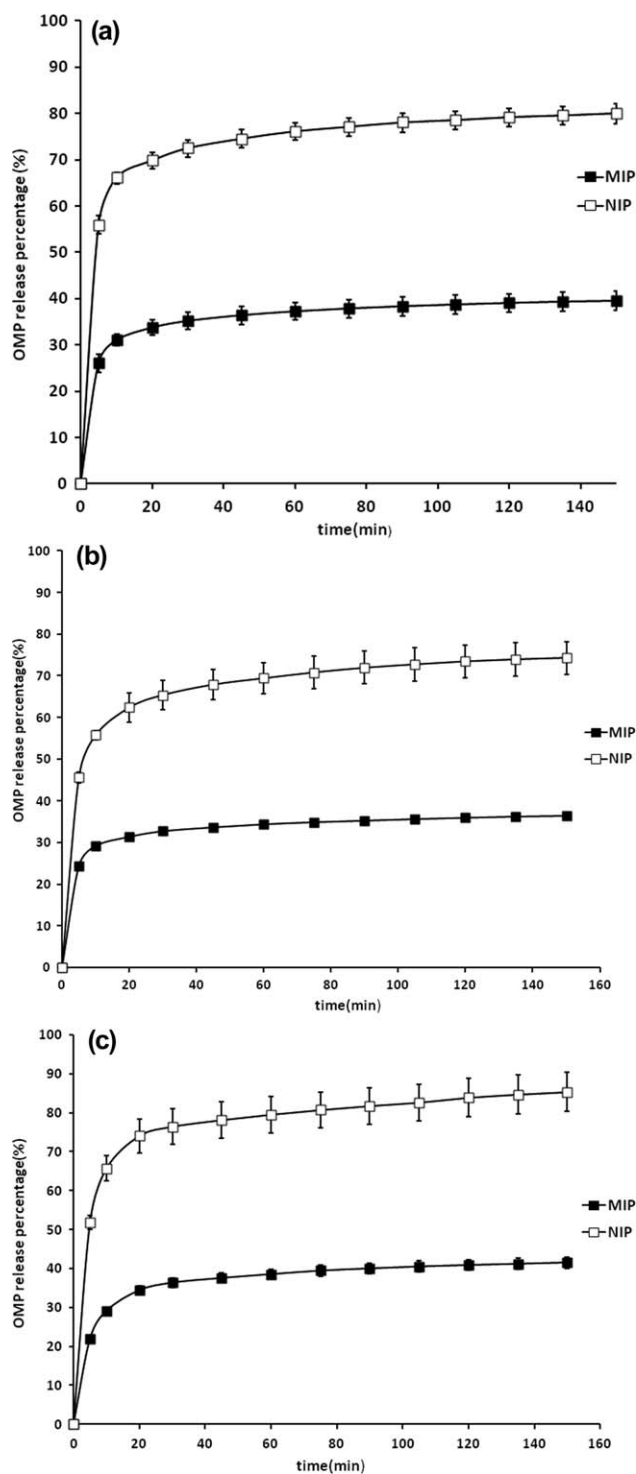 (a)
100
90
80
70
60
50
40
30
20
10
0
OMP release percentage (%)
MIP
NIP
0 20 40 60 80 100 120 140
time(min)
(b)
100
90
80
70
60
50
40
30
20
10
0
OMP release percentage(%)
MIP
NIP
0 20 40 60 80 100 120 140 160
time(min)
(c)
100
90
80
70
60
50
40
30
20
10
0
OMP release percentage(%)
MIP
NIP
0 20 40 60 80 100 120 140 160
time(min)